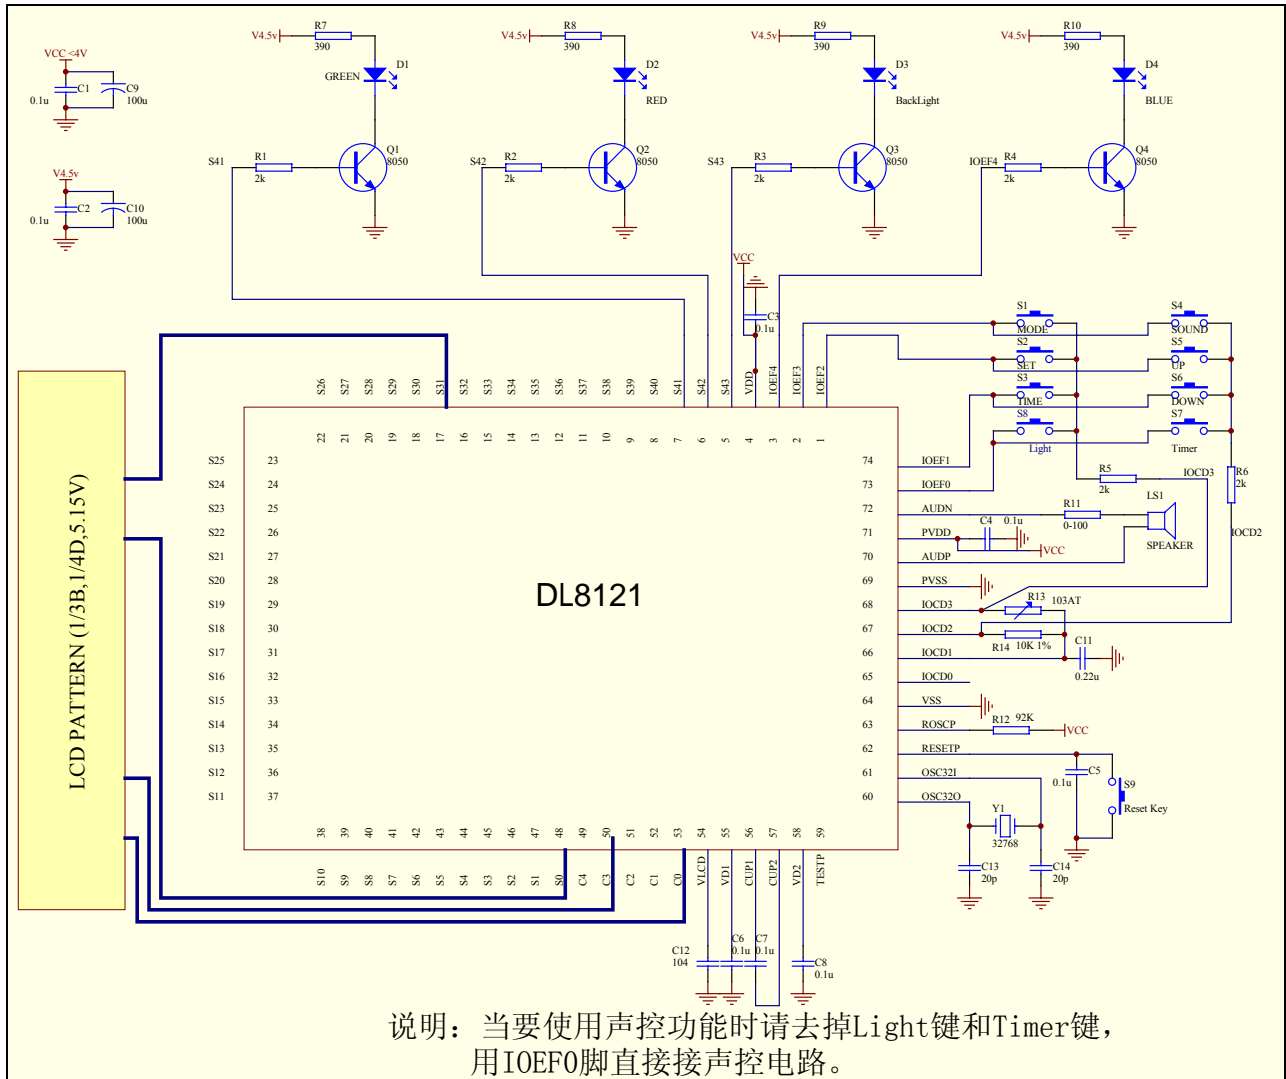 R7
R8
R9
R10
V4.5v
V4.5v
V4.5v
V4.5v
390
390
390
390
VCC <4V
D1
D2
D3
D4
GREEN
RED
BackLight
BLUE
C1
C9
0.1u
100u
Q1
8050
Q2
8050
Q3
8050
Q4
8050
S41
R1
2k
S42
R2
2k
S43
R3
2k
IOEF4
R4
2k
V4.5v
C2
C10
0.1u
100u
VCC
C3
0.1u
S1
MODE
S2
SET
S3
TIME
S8
Light
S4
SOUND
S5
UP
S6
DOWN
S7
Timer
S26
S27
S28
S29
S30
S31
S32
S33
S34
S35
S36
S37
S38
S39
S40
S41
S42
S43
VDD
IOEF4
IOEF3
IOEF2
22
21
20
19
18
17
16
15
14
13
12
11
10
9
8
7
6
5
4
3
2
1
S25 23
S24 24
S23 25
S22 26
S21 27
S20 28
S19 29
S18 30
S17 31
S16 32
S15 33
S14 34
S13 35
S12 36
S11 37
LCD PATTERN (1/3B,1/4D,5.15V)
DL8121
74 IOEF1
73 IOEF0
72 AUDN
71 PVDD
70 AUDP
69 PVSS
68 IOCD3
67 IOCD2
66 IOCD1
65 IOCD0
64 VSS
63 ROSCP
62 RESETP
61 OSC32I
60 OSC32O
R5
2k
IOCD3
R6
2k
IOCD2
R11
0-100
LS1
SPEAKER
C4
0.1u
VCC
R13
103AT
R14
10K 1%
C11
0.22u
R12
92K
VCC
C5
0.1u
S9
Reset Key
Y1
32768
C13
20p
C14
20p
38
39
40
41
42
43
44
45
46
47
48
49
50
51
52
53
54
55
56
57
58
59
S10
S9
S8
S7
S6
S5
S4
S3
S2
S1
S0
C4
C3
C2
C1
C0
VLCD
VD1
CUP1
CUP2
VD2
TESTP
C12
104
C6
0.1u
C7
0.1u
C8
0.1u
说明：当要使用声控功能时请去掉Light键和Timer键，
用IOEF0脚直接接声控电路。